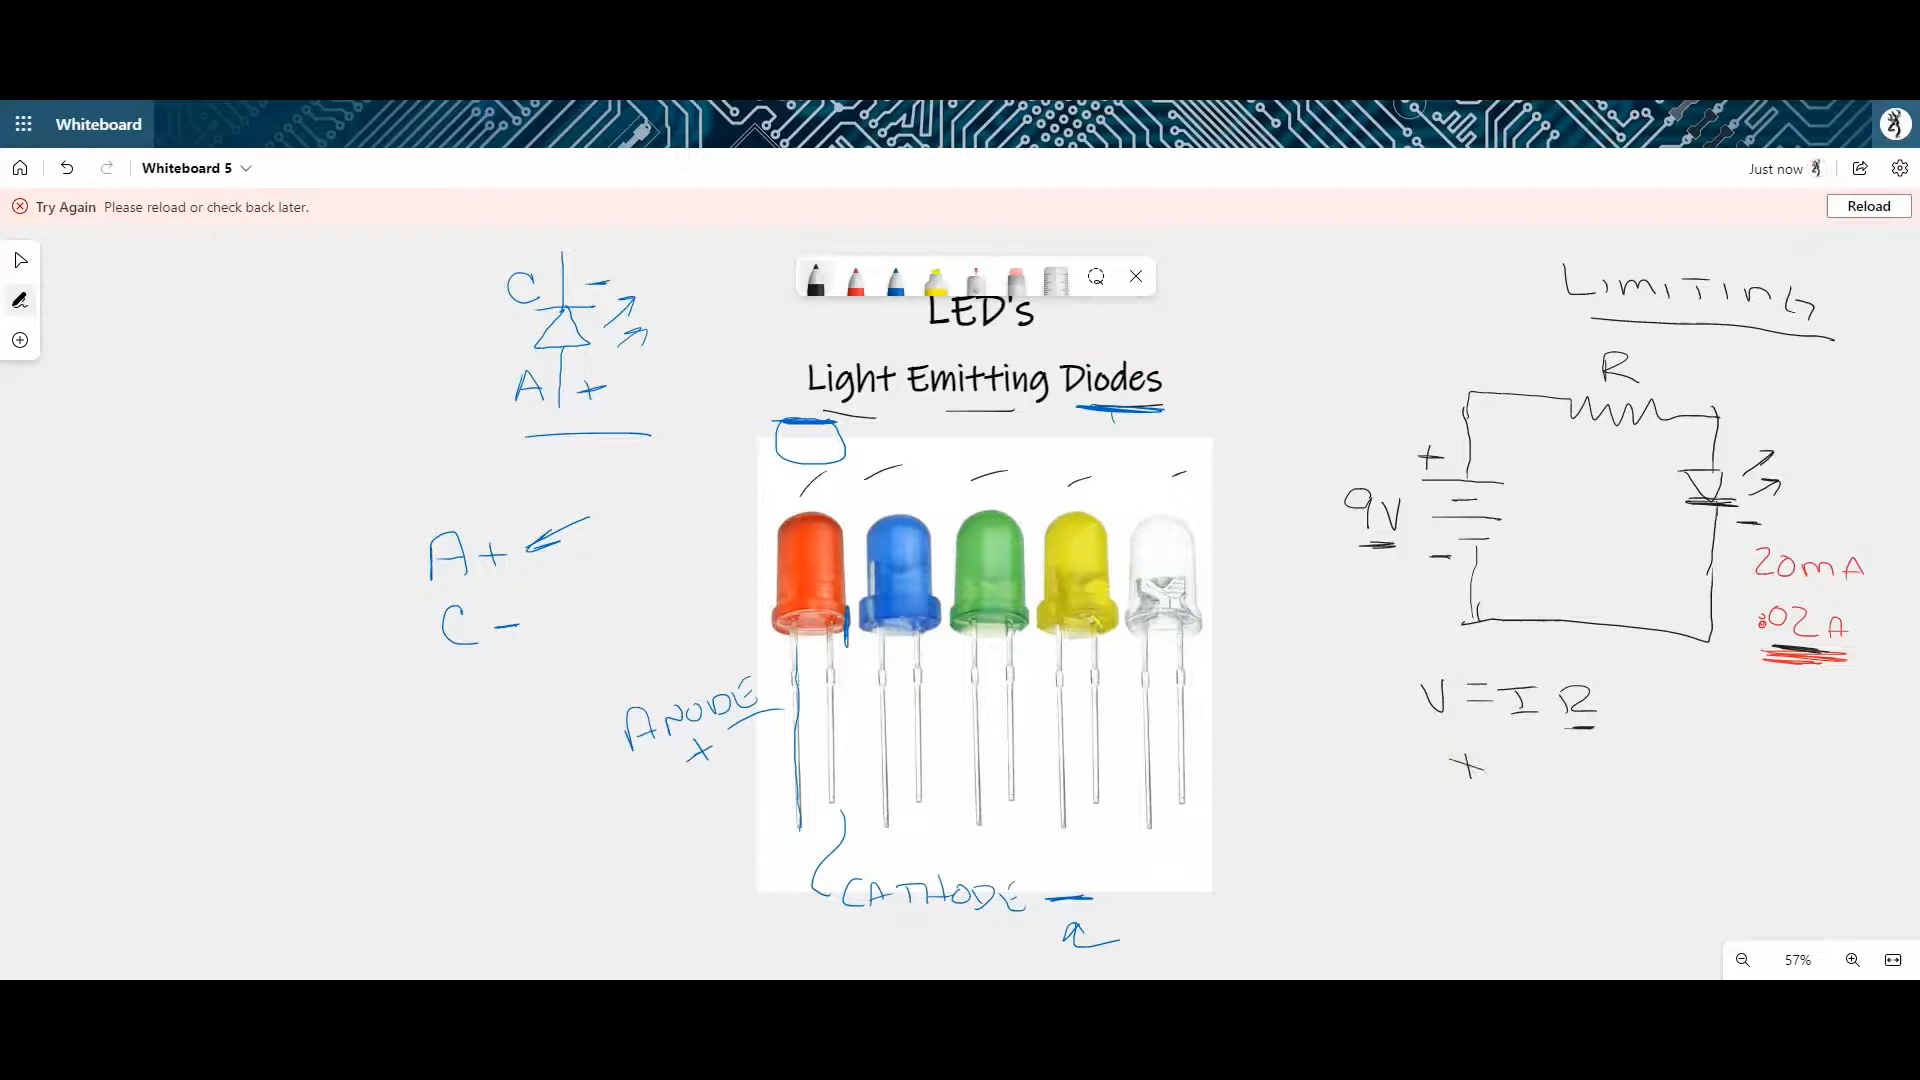 Whiteboard
Whiteboard 5
Just now
Try Again Please reload or check back later.
Reload
C -
A +
A +
C -
LED's
Light Emitting Diodes
ANODE
+
CATHODE -
LIMITING
R
+
9V
-
-
20mA
.02A
V = I R
+
57%